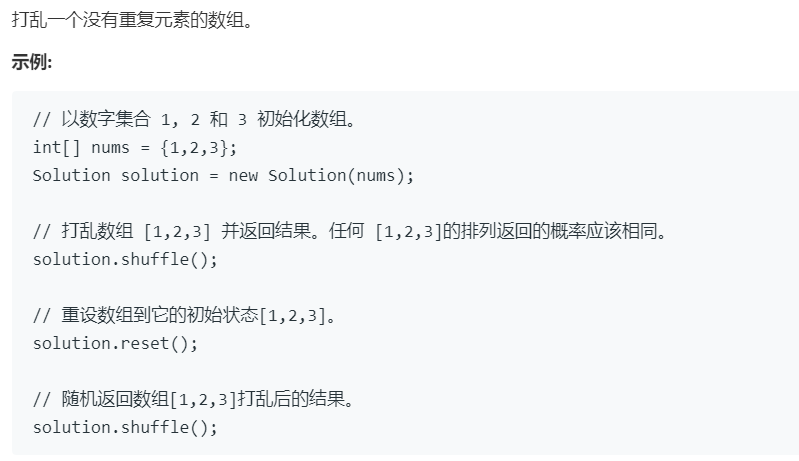 打乱一个没有重复元素的数组。
示例:
// 以数字集合 1, 2 和 3 初始化数组。
int[] nums = {1,2,3};
Solution solution = new Solution(nums);
// 打乱数组 [1,2,3] 并返回结果。任何 [1,2,3]的排列返回的概率应该相同。
solution.shuffle();
// 重设数组到它的初始状态[1,2,3]。
solution.reset();
// 随机返回数组[1,2,3]打乱后的结果。
solution.shuffle();